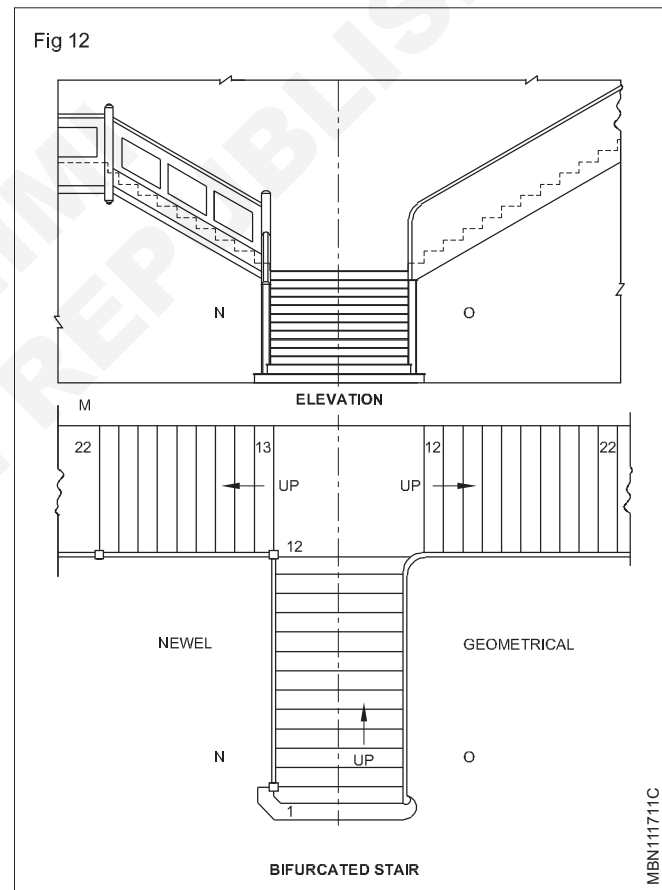 Fig 12
N O
ELEVATION
M
22 13 12 22
UP UP
12
NEWEL GEOMETRICAL
N UP O
1
BIFURCATED STAIR
MBN111711C